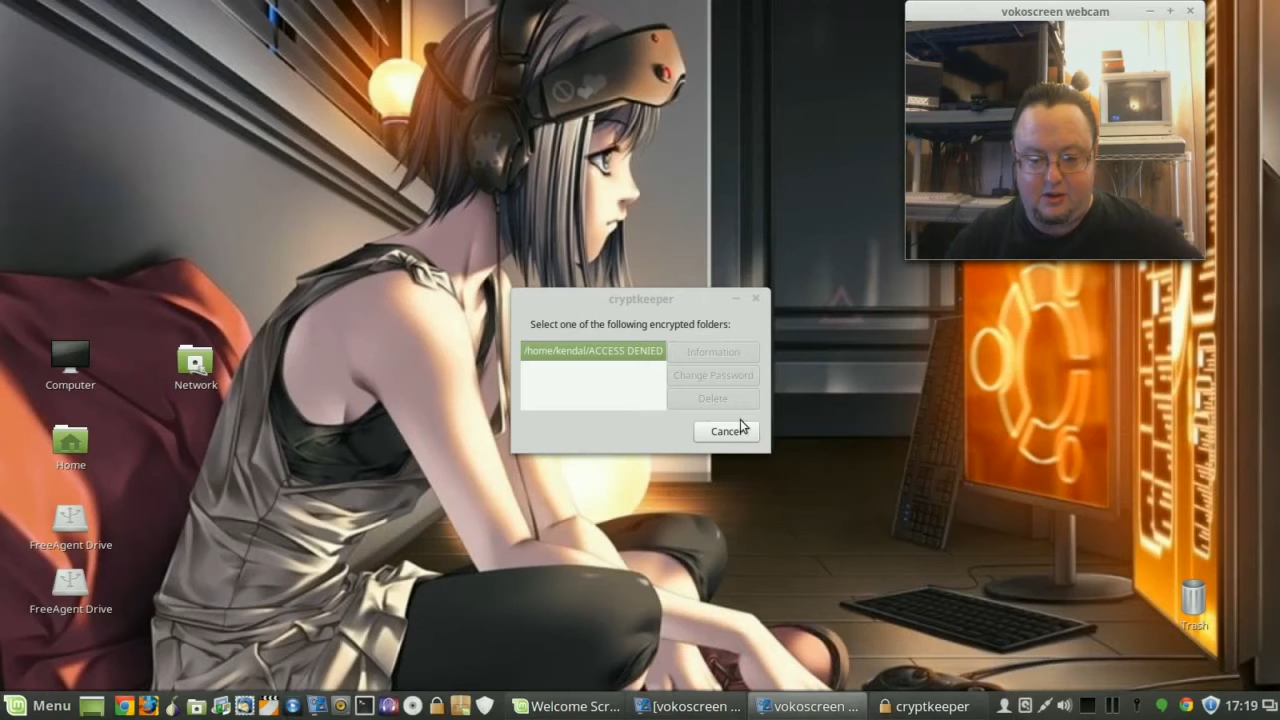 vokoscreen webcam
cryptkeeper
Select one of the following encrypted folders:
/home/kendal/ACCESS DENIED
Information
Change Password
Delete
Cancel
Computer
Network
Home
FreeAgent Drive
FreeAgent Drive
Trash
Menu
Welcome Scr...
[vokoscreen ...
vokoscreen ...
cryptkeeper
17:19